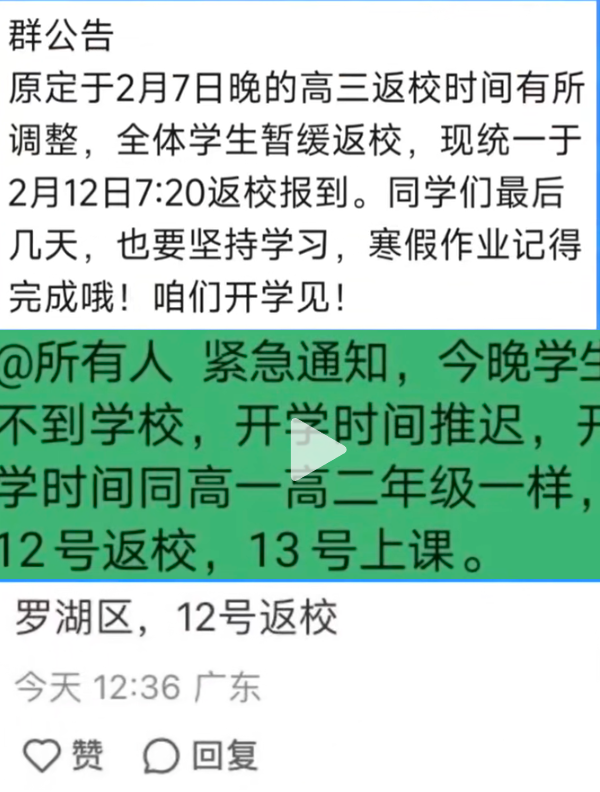 群公告
原定于2月7日晚的高三返校时间有所
调整，全体学生暂缓返校，现统一于
2月12日7:20返校报到。同学们最后
几天，也要坚持学习，寒假作业记得
完成哦！咱们开学见！
@所有人 紧急通知，今晚学生
不到学校，开学时间推迟，开
学时间同高一高二年级一样，
12号返校，13号上课。
罗湖区，12号返校
今天 12:36 广东
赞 回复